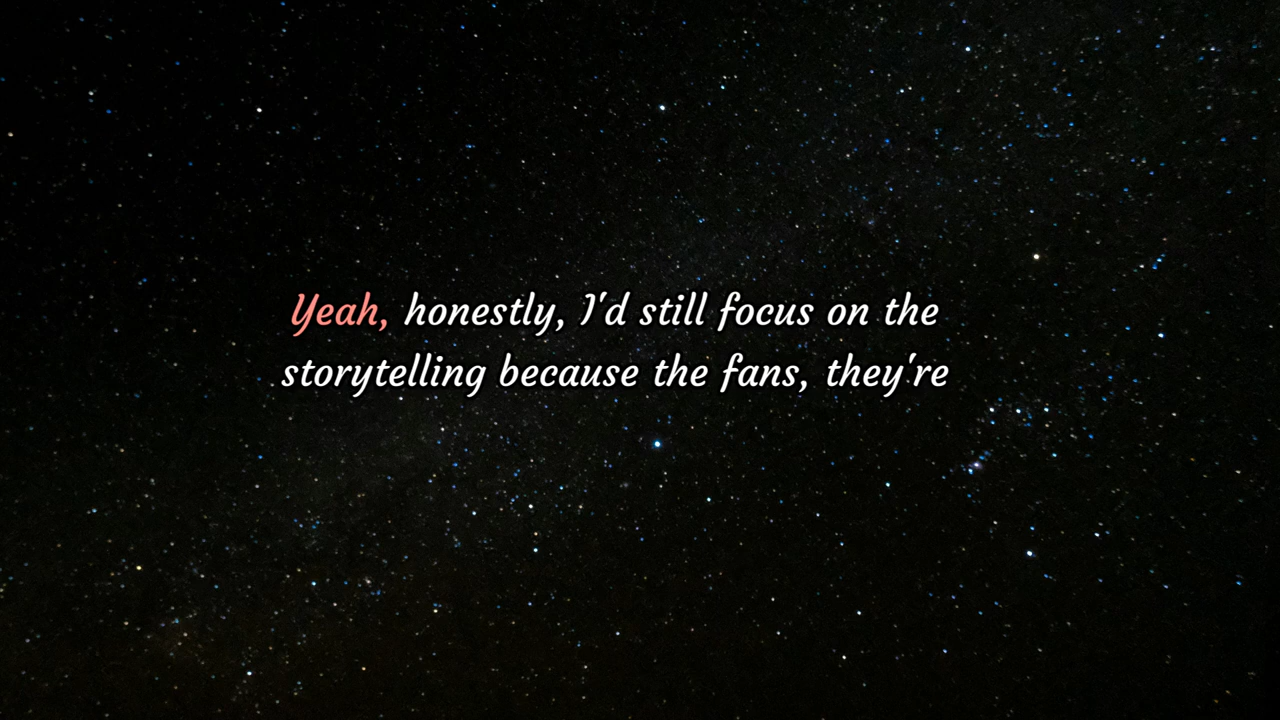 Yeah, honestly, I'd still focus on the
storytelling because the fans, they're